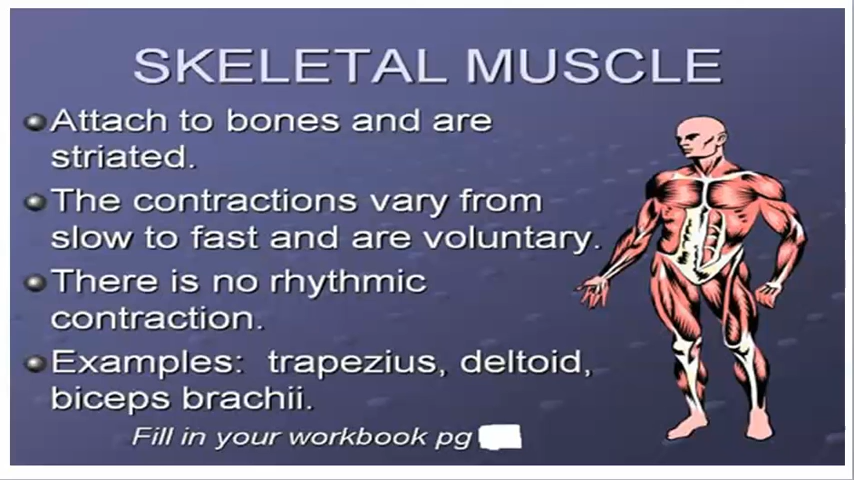 SKELETAL MUSCLE
Attach to bones and are
striated.
The contractions vary from
slow to fast and are voluntary.
There is no rhythmic
contraction.
Examples: trapezius, deltoid,
biceps brachii.
Fill in your workbook pg